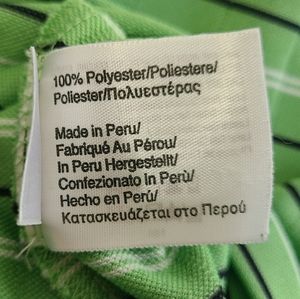 100% Polyester/Poliestere/
Poliester/Πολυεστέρας
Made in Peru/
Fabriqué Au Pérou/
In Peru Hergestellt/
Confezionato In Perù/
Hecho en Perú/
Κατασκευάζεται στο Περού